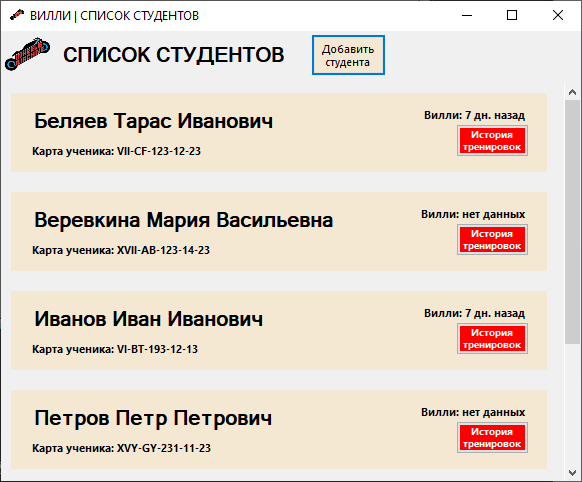 ВИЛЛИ | СПИСОК СТУДЕНТОВ
СПИСОК СТУДЕНТОВ
Добавить
студента
Беляев Тарас Иванович
Вилли: 7 дн. назад
История
тренировок
Карта ученика: VII-CF-123-12-23
Веревкина Мария Васильевна
Вилли: нет данных
История
тренировок
Карта ученика: XVII-AB-123-14-23
Иванов Иван Иванович
Вилли: 7 дн. назад
История
тренировок
Карта ученика: VI-BT-193-12-13
Петров Петр Петрович
Вилли: нет данных
История
тренировок
Карта ученика: XVY-GY-231-11-23